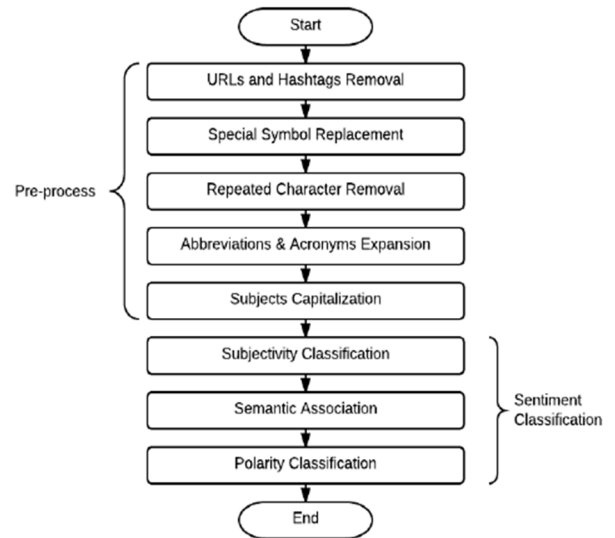 Start
URLs and Hashtags Removal
Special Symbol Replacement
Pre-process
Repeated Character Removal
Abbreviations & Acronyms Expansion
Subjects Capitalization
Subjectivity Classification
Semantic Association
Sentiment
Classification
Polarity Classification
End